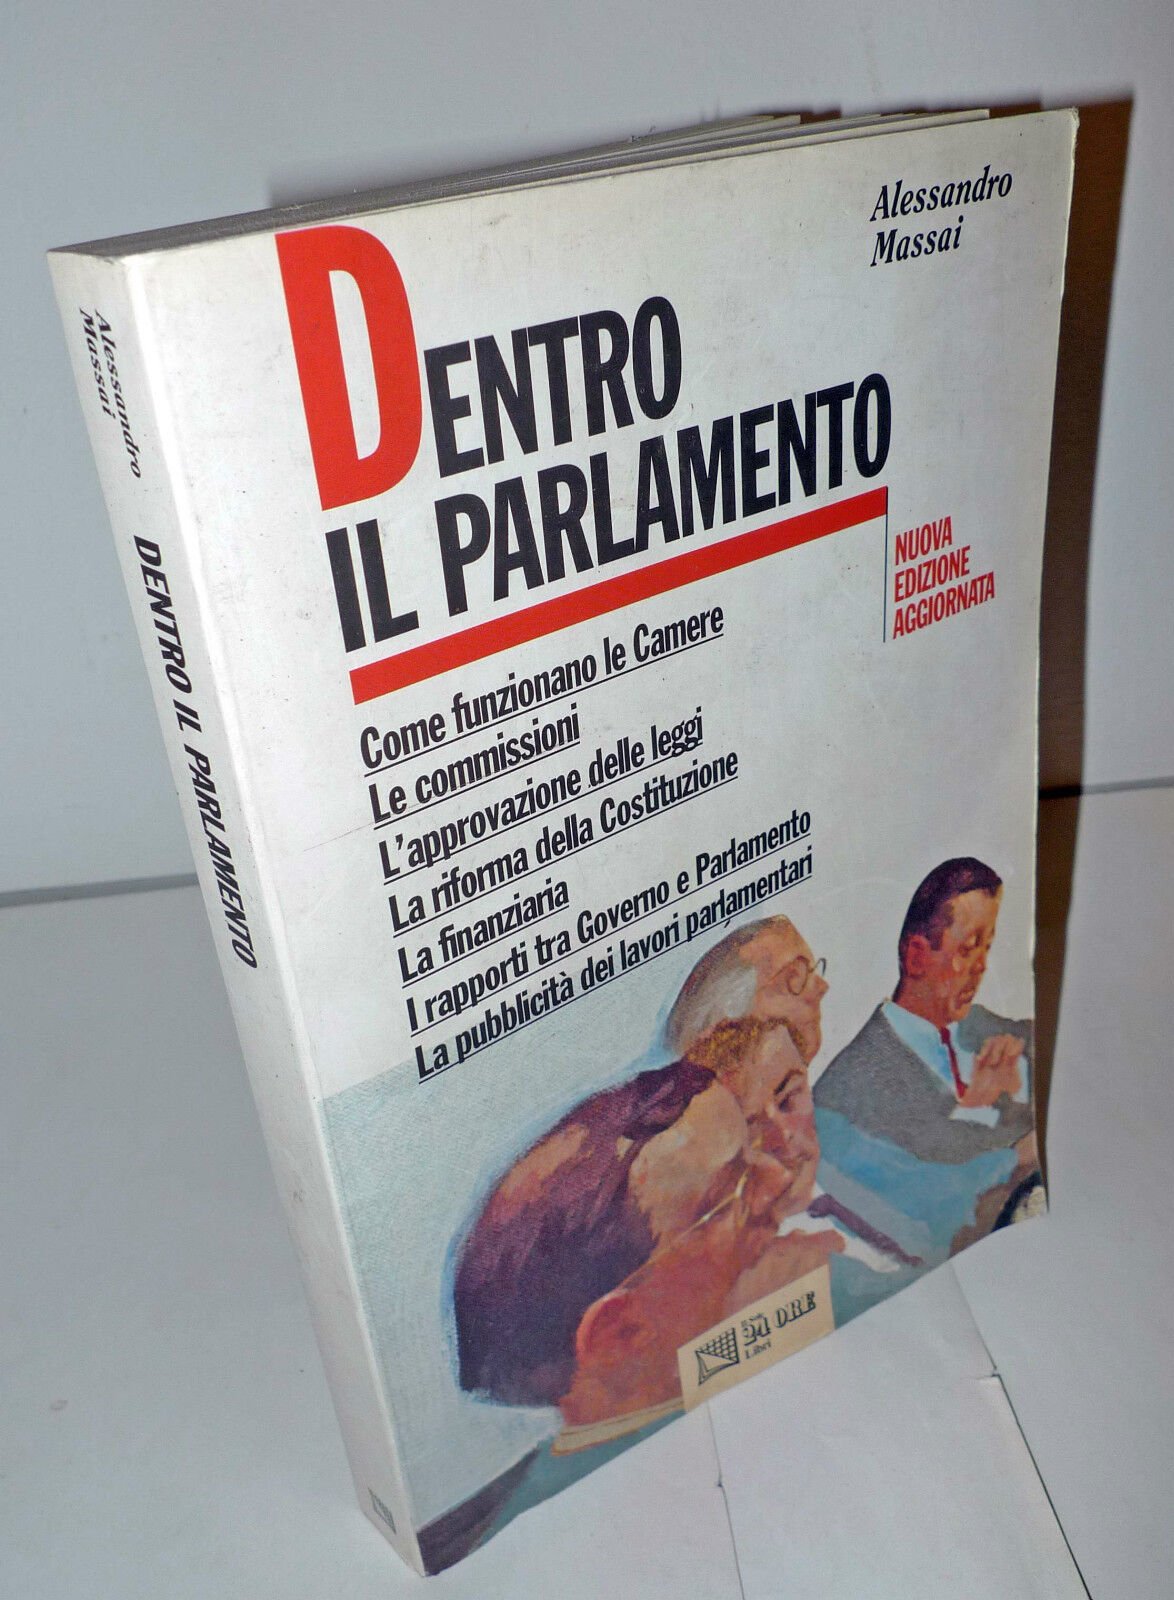 Alessandro
Massai
DENTRO
IL PARLAMENTO
NUOVA
EDIZIONE
AGGIORNATA
Come funzionano le Camere
Le commissioni
L'approvazione delle leggi
La riforma della Costituzione
La finanziaria
I rapporti tra Governo e Parlamento
La pubblicità dei lavori parlamentari
Il Sole
24 ORE
Libri
Alessandro
Massai
DENTRO IL PARLAMENTO